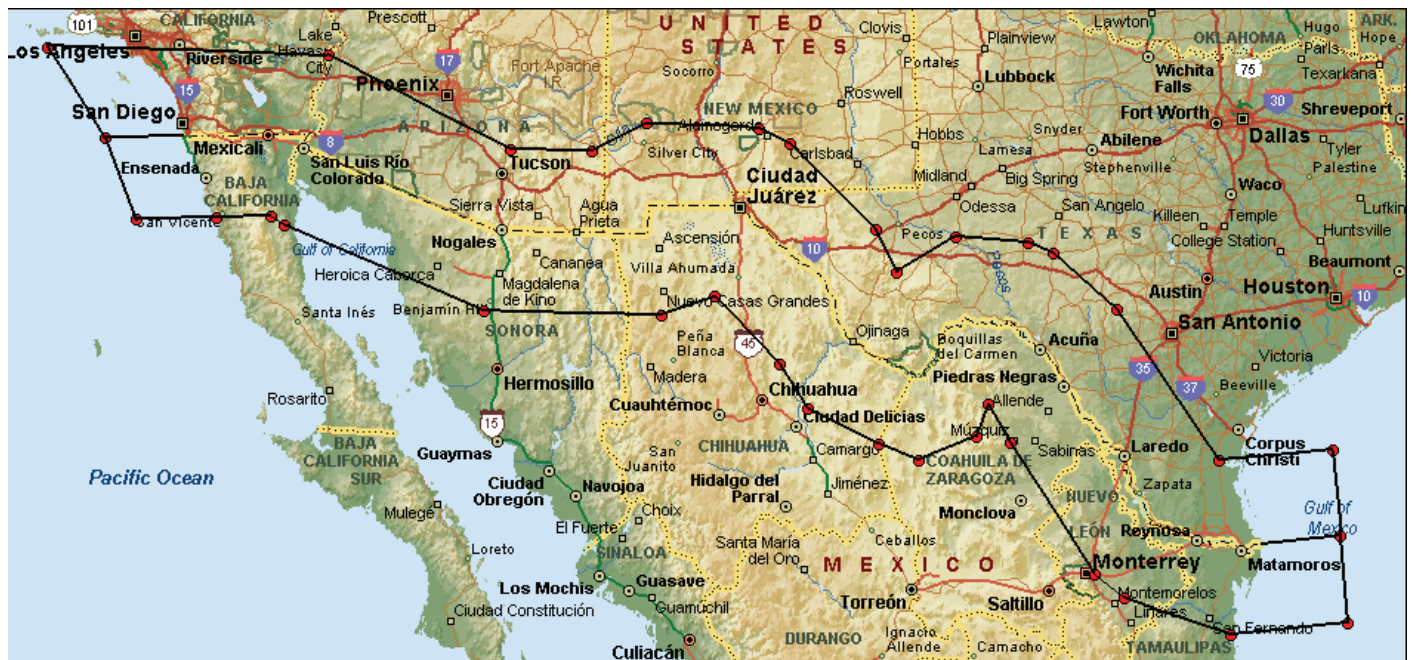 101
CALIFORNIA
Lake
Havasu
City
Prescott
UNITED
STATES
Clovis
Lawton
Hugo
ARK.
Hope
Los Angeles
Riverside
17
Fort Apache
I.R.
Socorro
Portales
Plainview
OKLAHOMA
Paris
Texarkana
15
Phoenix
Roswell
Lubbock
Wichita
Falls
75
San Diego
ARIZONA
NEW MEXICO
Alamogordo
Hobbs
Snyder
Fort Worth
30
Shreveport
8
Mexicali
Silver City
Carlsbad
Lamesa
Abilene
Dallas
San Luis Río
Colorado
Tucson
Ciudad
Juárez
Midland
Big Spring
Stephenville
Tyler
Palestine
Ensenada
BAJA
CALIFORNIA
Sierra Vista
Agua
Prieta
Odessa
San Angelo
Waco
Killeen
Temple
Lufkin
San Vicente
Nogales
Ascensión
10
Pecos
TEXAS
College Station
Huntsville
Gulf of California
Heroica Caborca
Cananea
Villa Ahumada
Pecos
Beaumont
Magdalena
de Kino
Nuevo Casas Grandes
Austin
Houston
10
Santa Inés
Benjamín Hill
SONORA
Peña
Blanca
45
Ojinaga
Boquillas
del Carmen
Acuña
San Antonio
Victoria
Hermosillo
Madera
Chihuahua
Piedras Negras
35
37
Beeville
Rosarito
15
Cuauhtémoc
Ciudad Delicias
Allende
BAJA
CALIFORNIA
SUR
Guaymas
San
Juanito
CHIHUAHUA
Camargo
Múzquiz
Sabinas
Laredo
Corpus
Christi
Pacific Ocean
Ciudad
Obregón
Navojoa
Hidalgo del
Parral
Jiménez
COAHUILA DE
ZARAGOZA
Zapata
Mulegé
Choix
Monclova
NUEVO
LEÓN
Gulf of
Mexico
El Fuerte
Santa María
del Oro
Ceballos
Reynosa
Loreto
SINALOA
MEXICO
Monterrey
Matamoros
Los Mochis
Guasave
Guamúchil
Torreón
Saltillo
Montemorelos
Linares
Ciudad Constitución
San Fernando
Culiacán
DURANGO
Ignacio
Allende
Camacho
TAMAULIPAS